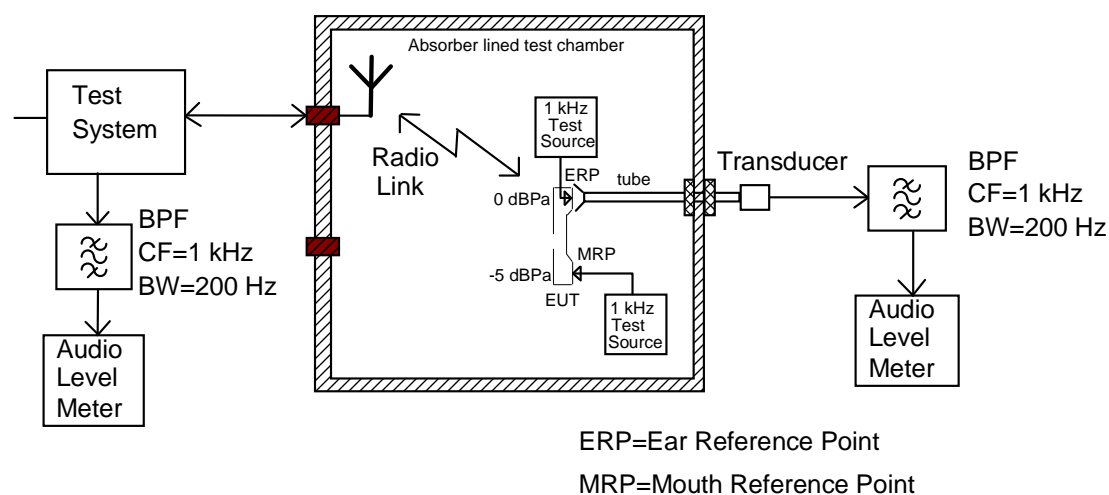 Absorber lined test chamber
Test
System
Radio
Link
1 kHz
Test
Source
ERP
tube
0 dBPa
MRP
-5 dBPa
EUT
1 kHz
Test
Source
Transducer
BPF
CF=1 kHz
BW=200 Hz
Audio
Level
Meter
BPF
CF=1 kHz
BW=200 Hz
Audio
Level
Meter
ERP=Ear Reference Point
MRP=Mouth Reference Point